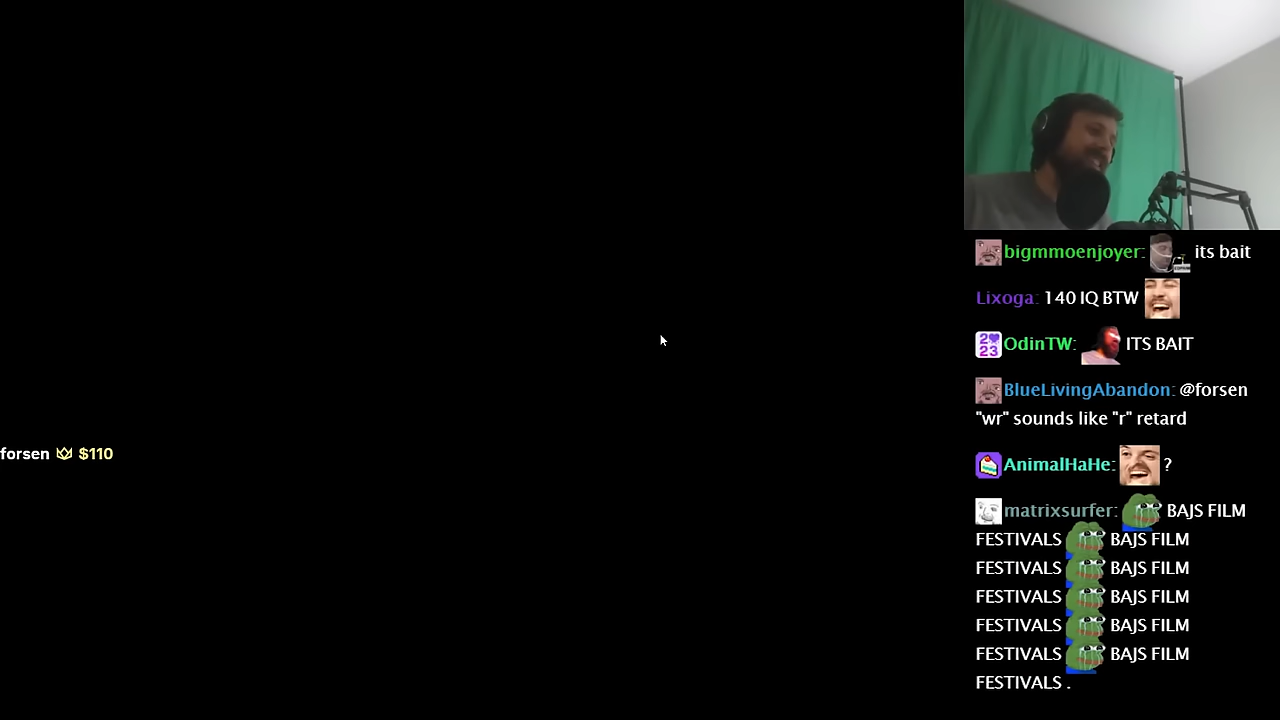 bigmmoenjoyer: its bait
Lixoga: 140 IQ BTW
OdinTW: ITS BAIT
BlueLivingAbandon: @forsen
"wr" sounds like "r" retard
forsen $110
AnimalHaHe: ?
matrixsurfer: BAJS FILM
FESTIVALS BAJS FILM
FESTIVALS BAJS FILM
FESTIVALS BAJS FILM
FESTIVALS BAJS FILM
FESTIVALS BAJS FILM
FESTIVALS .